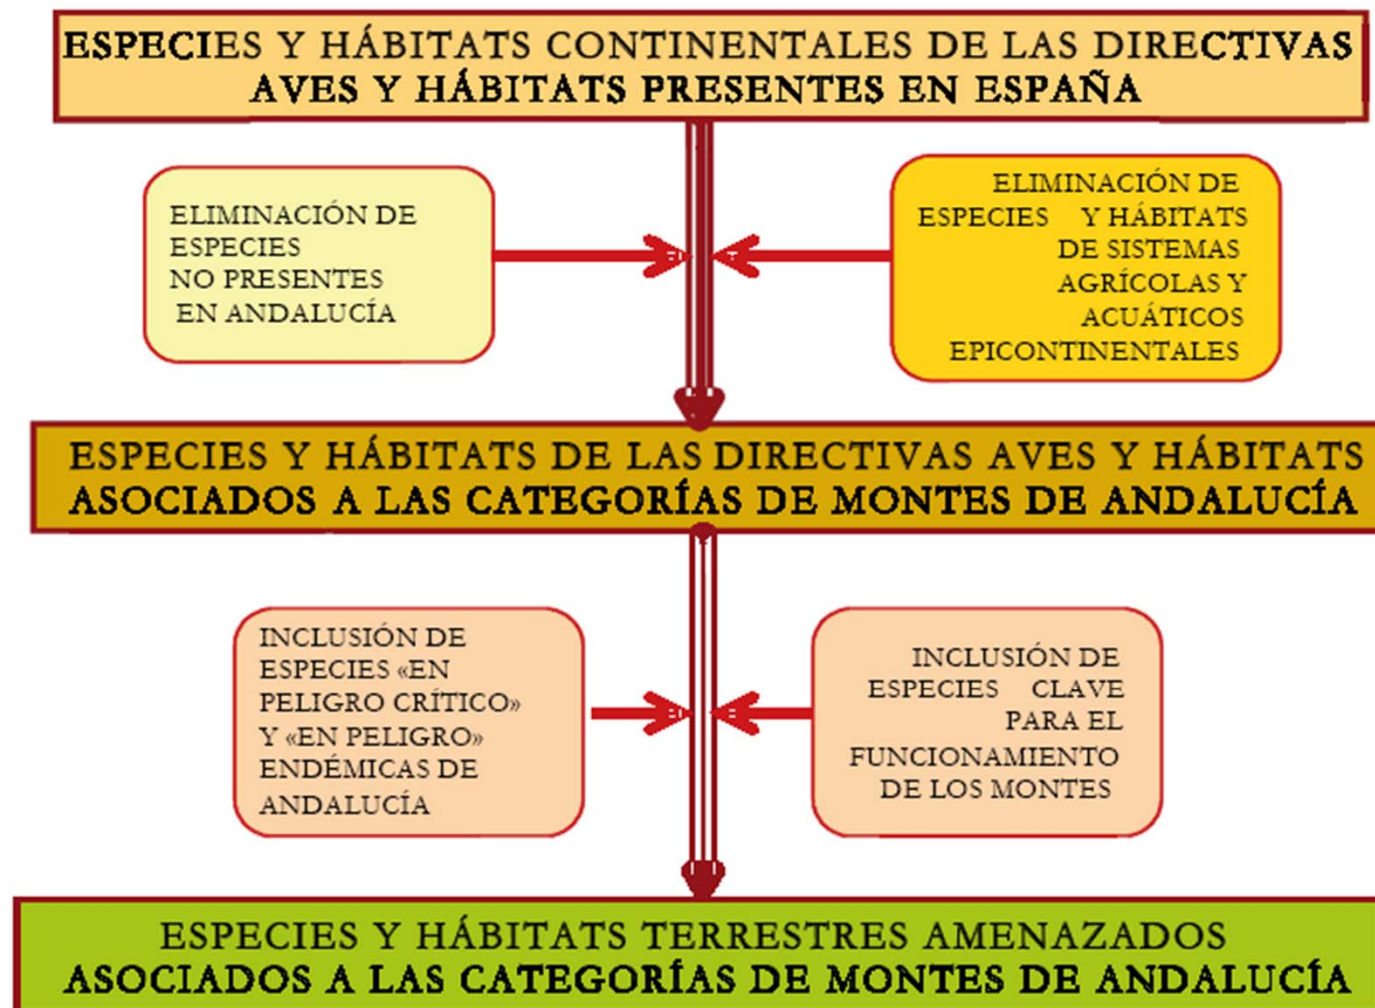 ESPECIES Y HÁBITATS CONTINENTALES DE LAS DIRECTIVAS
AVES Y HÁBITATS PRESENTES EN ESPAÑA
ELIMINACIÓN DE
ESPECIES
NO PRESENTES
EN ANDALUCÍA
ELIMINACIÓN DE
ESPECIES Y HÁBITATS
DE SISTEMAS
AGRÍCOLAS Y
ACUÁTICOS
EPICONTINENTALES
ESPECIES Y HÁBITATS DE LAS DIRECTIVAS AVES Y HÁBITATS
ASOCIADOS A LAS CATEGORÍAS DE MONTES DE ANDALUCÍA
INCLUSIÓN DE
ESPECIES «EN
PELIGRO CRÍTICO»
Y «EN PELIGRO»
ENDÉMICAS DE
ANDALUCÍA
INCLUSIÓN DE
ESPECIES CLAVE
PARA EL
FUNCIONAMIENTO
DE LOS MONTES
ESPECIES Y HÁBITATS TERRESTRES AMENAZADOS
ASOCIADOS A LAS CATEGORÍAS DE MONTES DE ANDALUCÍA